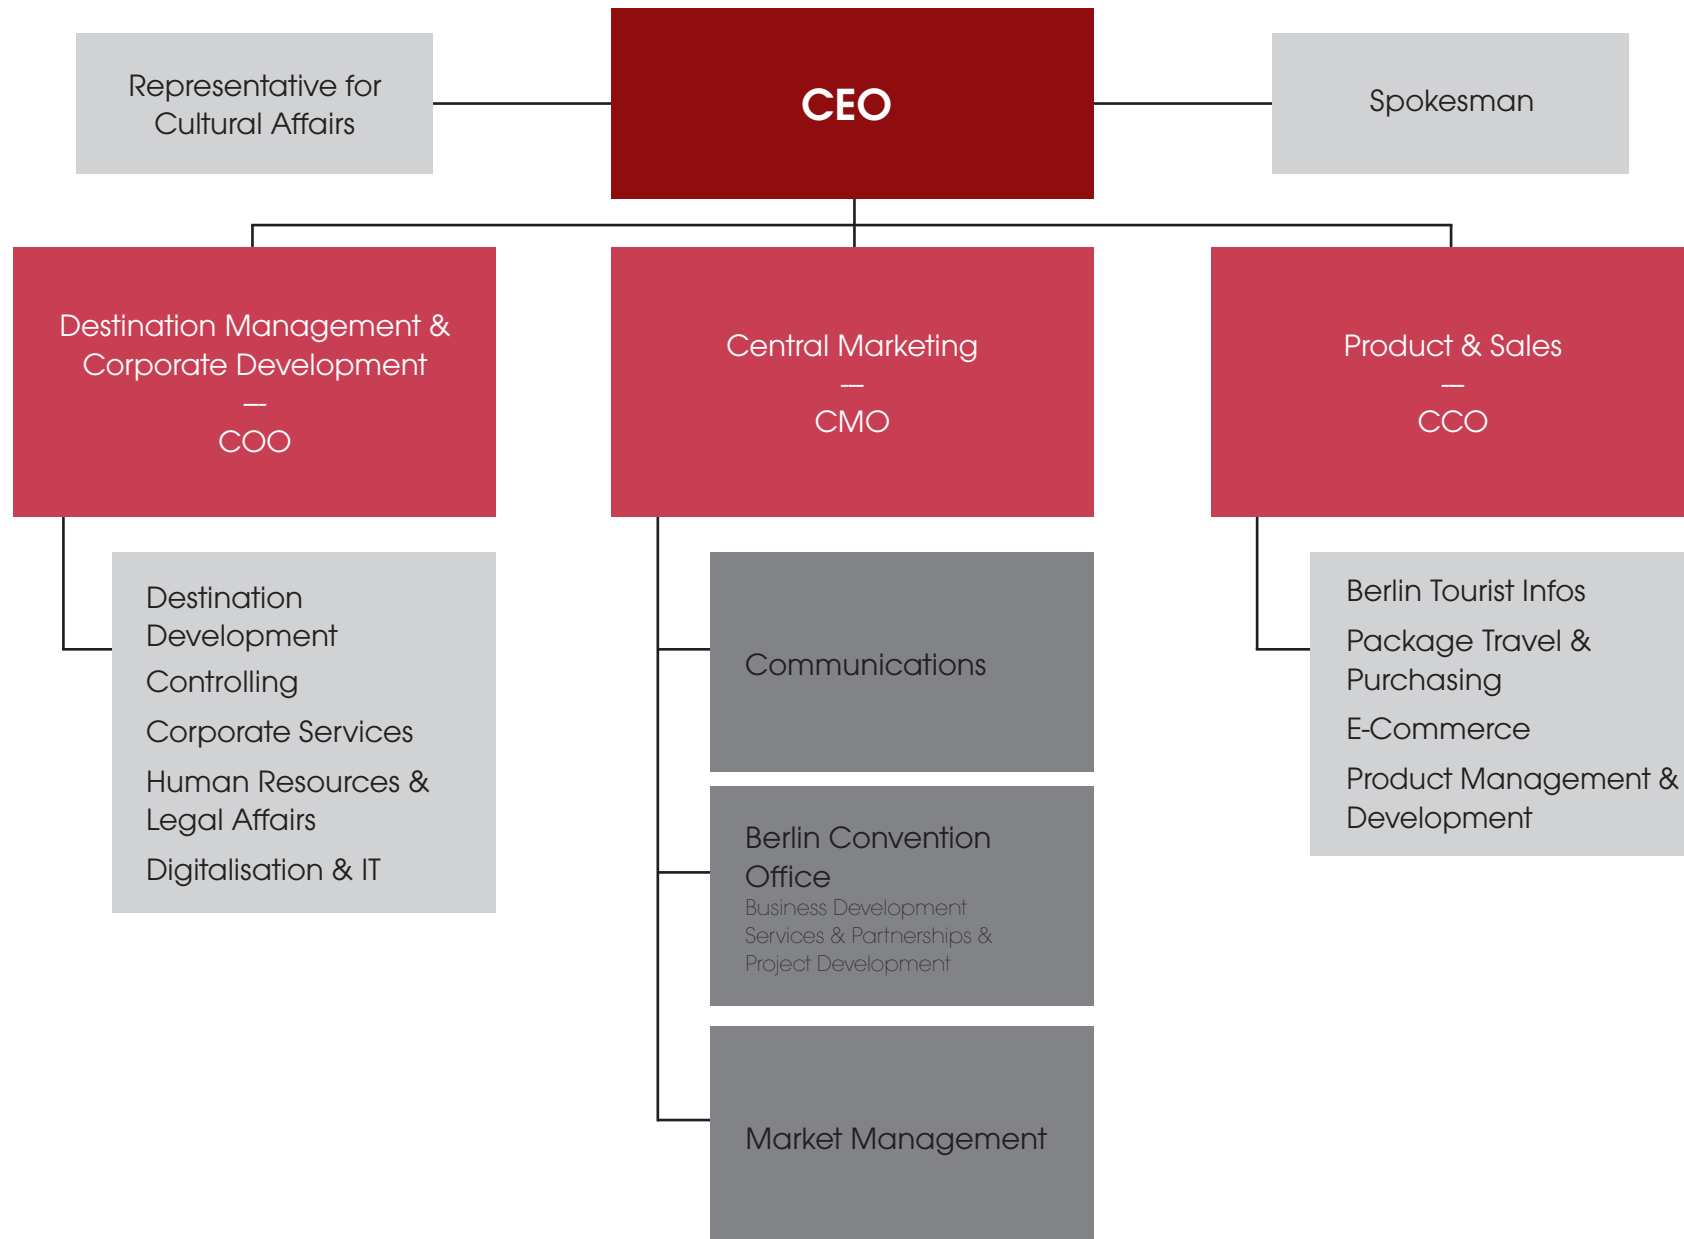 Representative for
Cultural Affairs
CEO
Spokesman
Destination Management &
Corporate Development
—
COO
Central Marketing
—
CMO
Product & Sales
—
CCO
Destination
Development
Controlling
Corporate Services
Human Resources &
Legal Affairs
Digitalisation & IT
Communications
Berlin Convention
Office
Business Development
Services & Partnerships &
Project Development
Market Management
Berlin Tourist Infos
Package Travel &
Purchasing
E-Commerce
Product Management &
Development